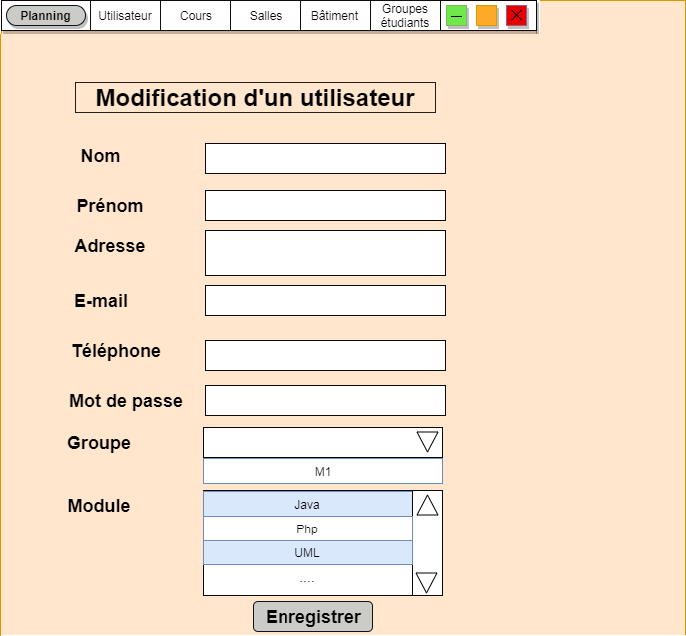 Planning
Utilisateur
Cours
Salles
Bâtiment
Groupes
étudiants
Modification d'un utilisateur
Nom
Prénom
Adresse
E-mail
Téléphone
Mot de passe
Groupe
M1
Module
Java
Php
UML
....
Enregistrer